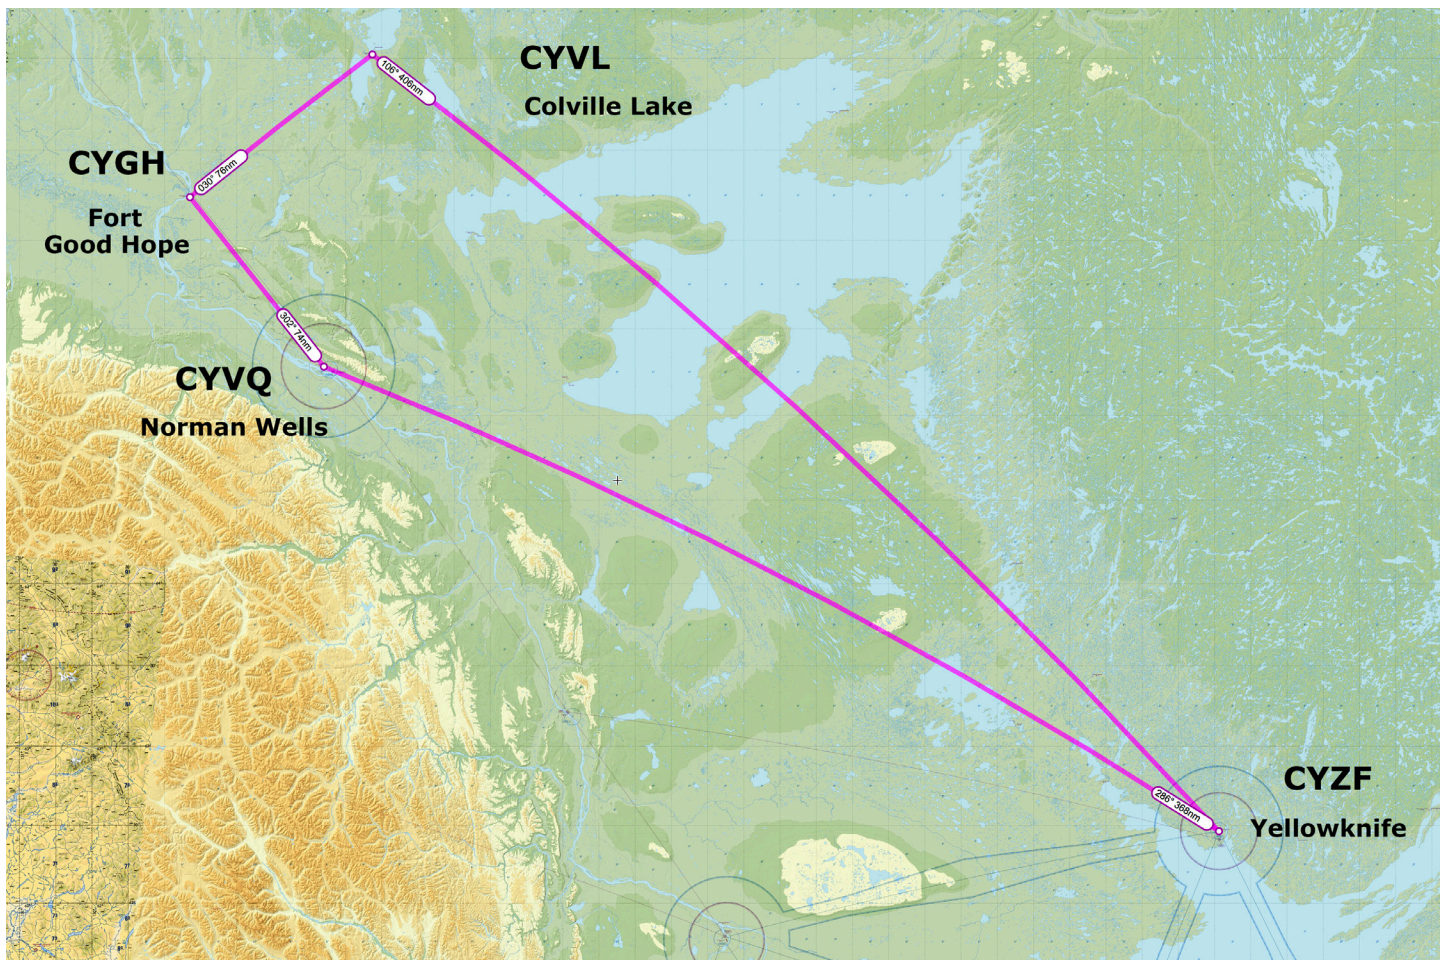 CYVL
106° 406nm
Colville Lake
CYGH
030° 76nm
Fort
Good Hope
302° 74nm
CYVQ
Norman Wells
CYZF
286° 368nm
Yellowknife